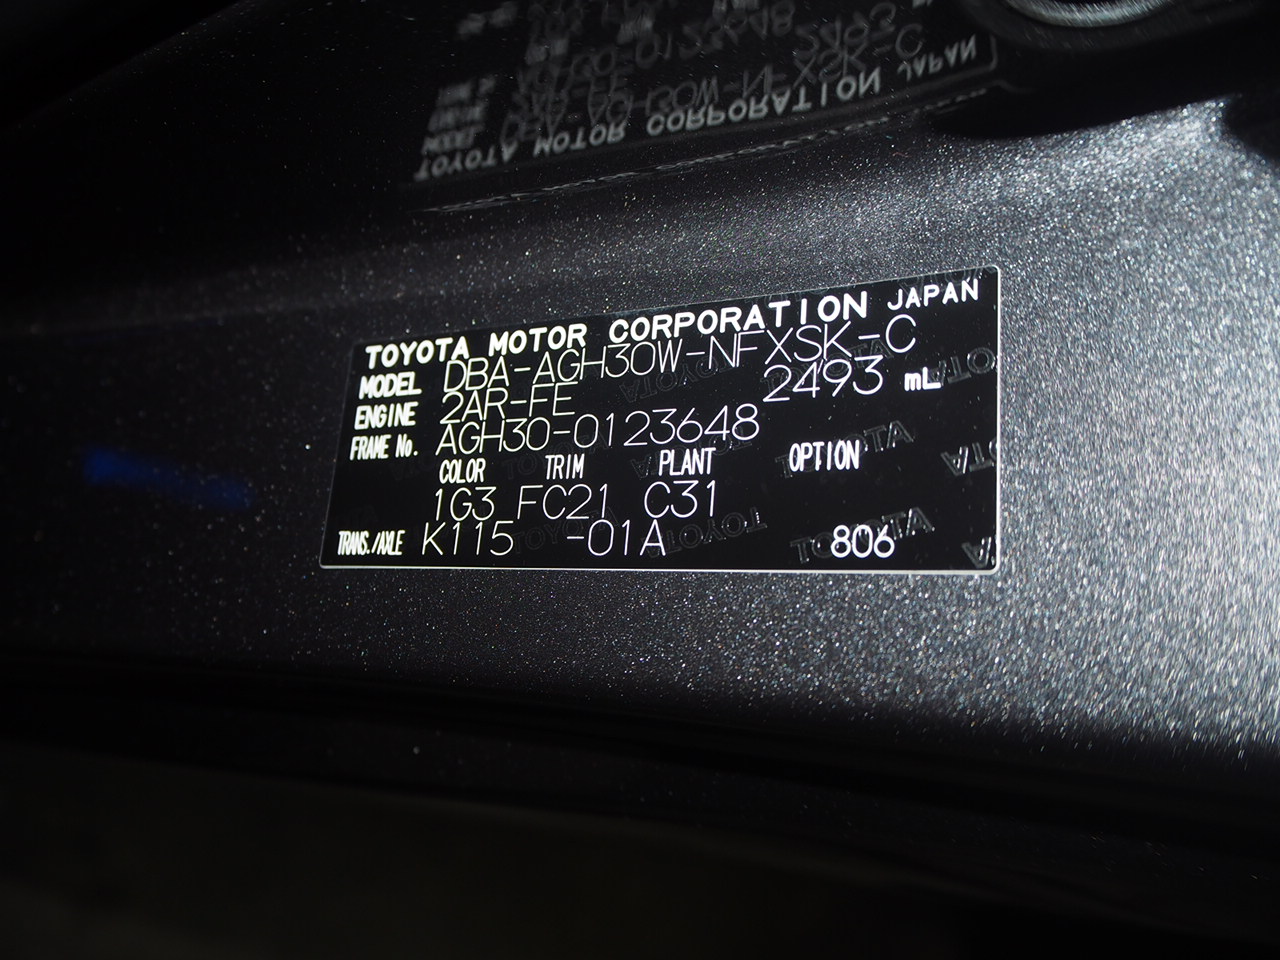 TOYOTA MOTOR CORPORATION JAPAN
MODEL DBA-AGH30W-NFXSK-C
ENGINE 2AR-FE 2493 mL
FRAME No. AGH30-0123648
COLOR TRIM PLANT OPTION
1G3 FC21 C31
TRANS./AXLE K115 -01A 806